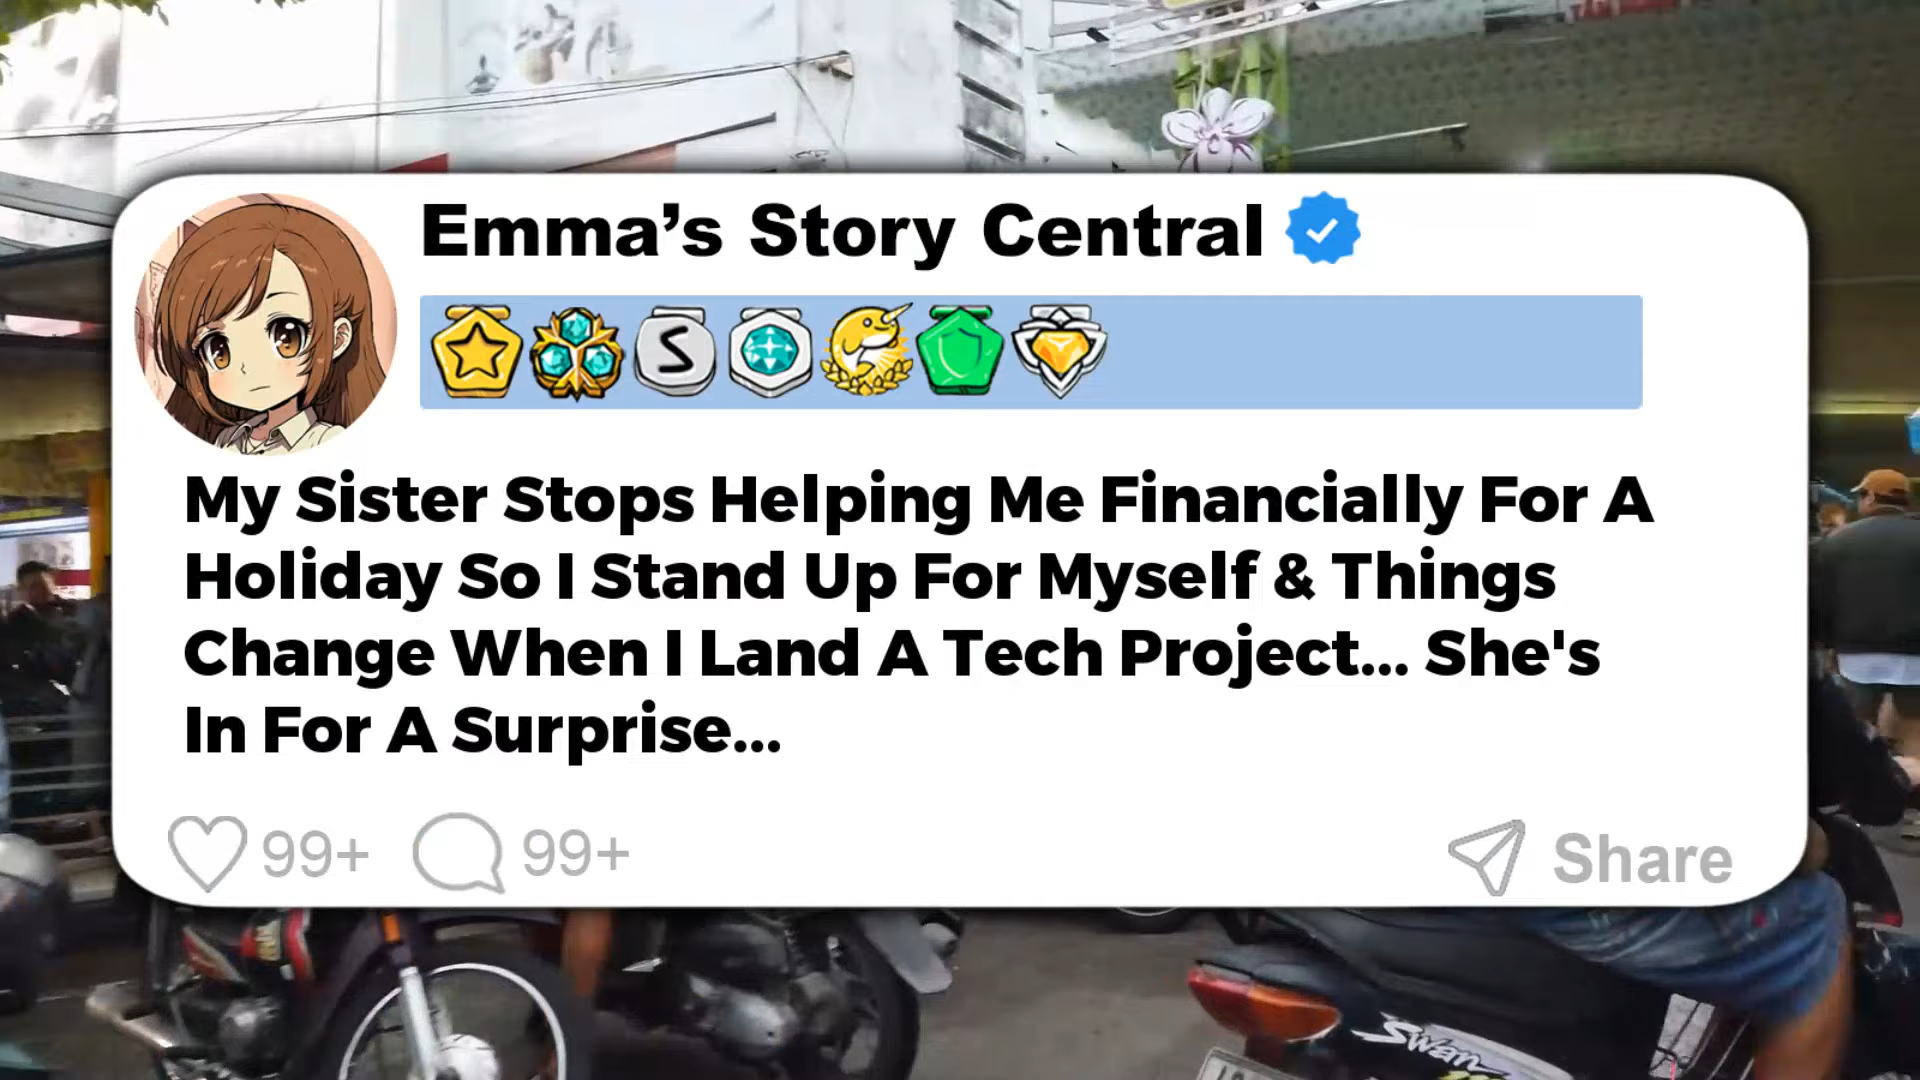 Emma’s Story Central
S
My Sister Stops Helping Me Financially For A
Holiday So I Stand Up For Myself & Things
Change When I Land A Tech Project... She's
In For A Surprise...
99+ 99+ Share
Swan